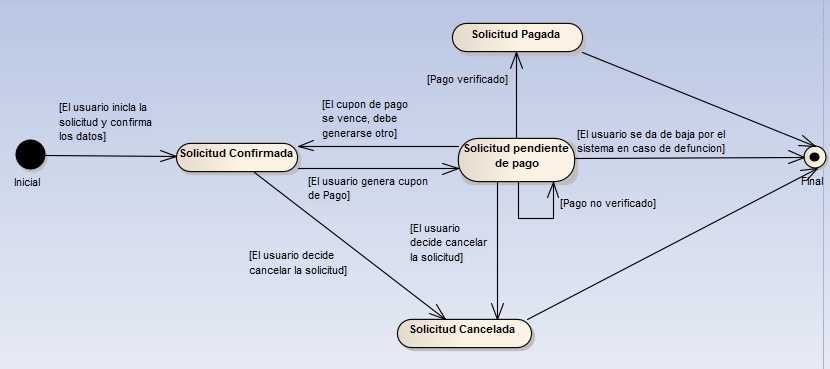 Solicitud Pagada
[Pago verificado]
[El cupon de pago
se vence, debe
generarse otro]
[El usuario inicla la
solicitud y confirma
los datos]
[El usuario se da de baja por el
sistema en caso de defuncion]
Solicitud Confirmada
Solicitud pendiente
de pago
Inicial
Final
[El usuario genera cupon
de Pago]
[Pago no verificado]
[El usuario
decide cancelar
la solicitud]
[El usuario decide
cancelar la solicitud]
Solicitud Cancelada